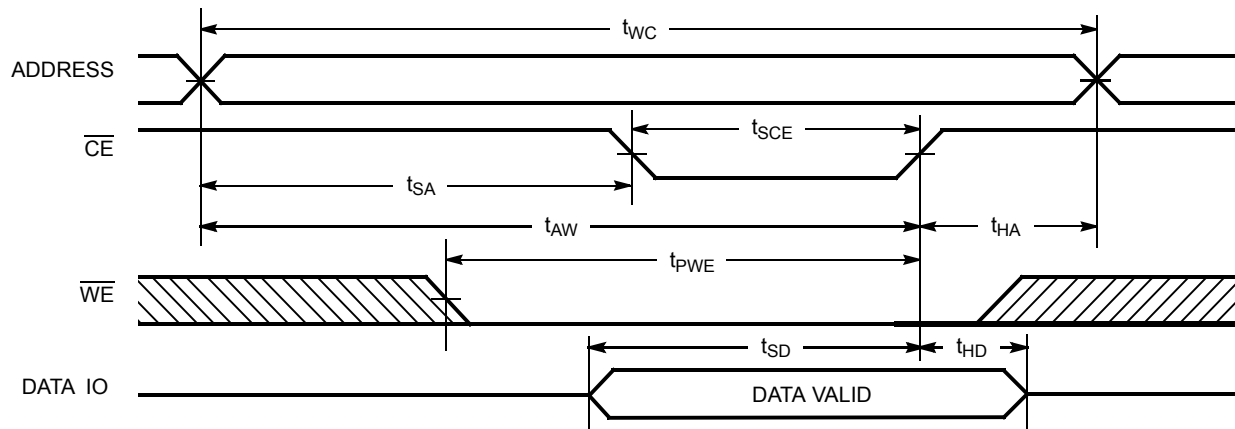 tWC
ADDRESS
CE
tSCE
tSA
tAW
tHA
tPWE
WE
tSD
tHD
DATA IO
DATA VALID